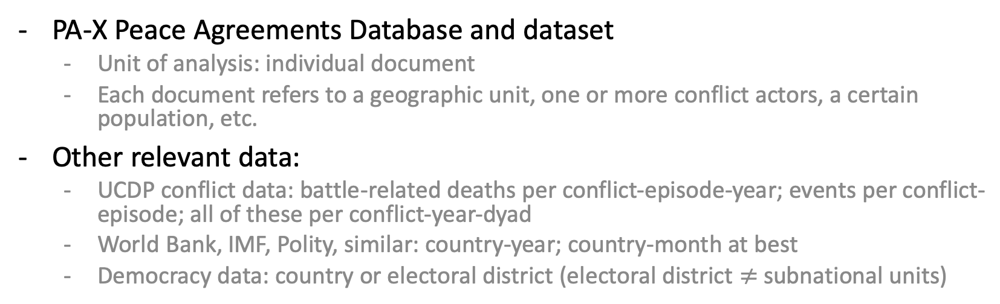 - PA-X Peace Agreements Database and dataset
- Unit of analysis: individual document
- Each document refers to a geographic unit, one or more conflict actors, a certain
population, etc.
- Other relevant data:
- UCDP conflict data: battle-related deaths per conflict-episode-year; events per conflict-
episode; all of these per conflict-year-dyad
- World Bank, IMF, Polity, similar: country-year; country-month at best
- Democracy data: country or electoral district (electoral district ≠ subnational units)